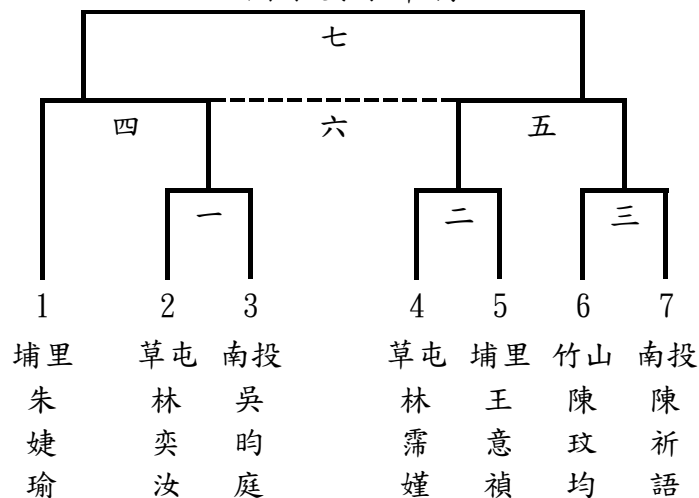 七
四 六 五
一 二 三
1 2 3 4 5 6 7
埔里 草屯 南投 草屯 埔里 竹山 南投
朱 林 吳 林 王 陳 陳
婕 奕 昀 霈 意 玟 祈
瑜 汝 庭 嫤 禎 均 語